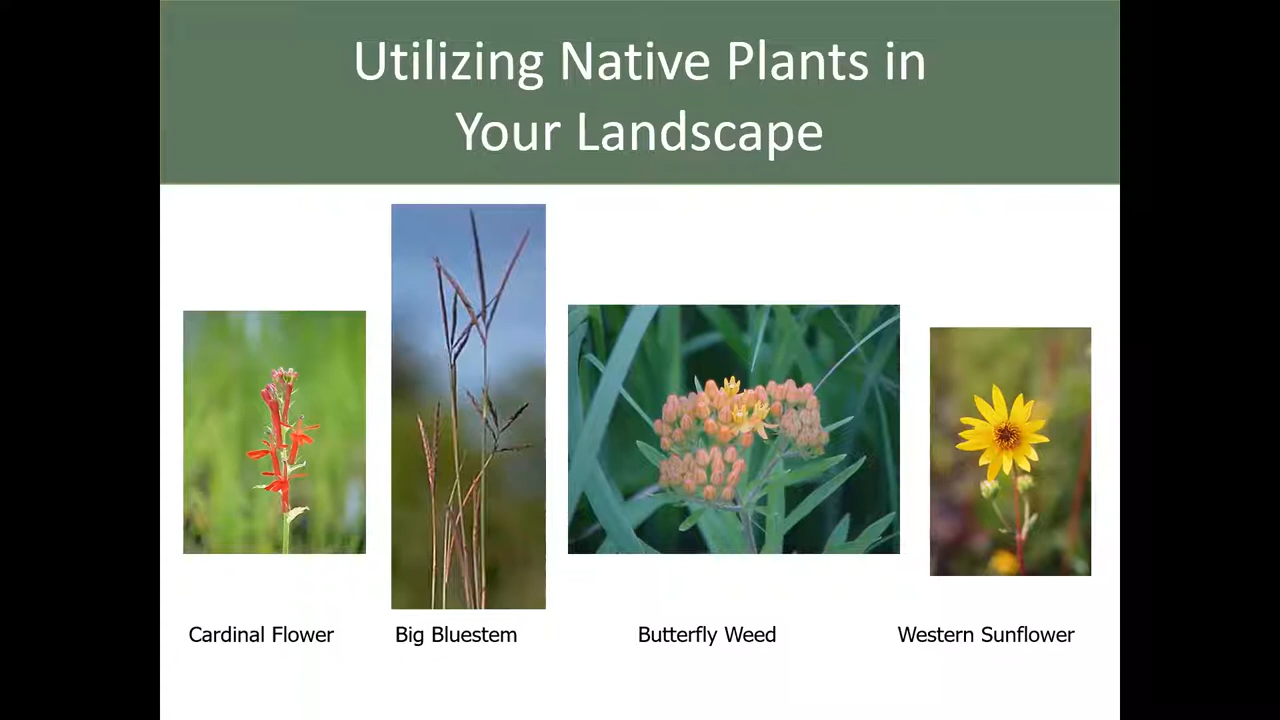 Utilizing Native Plants in
Your Landscape
Cardinal Flower
Big Bluestem
Butterfly Weed
Western Sunflower